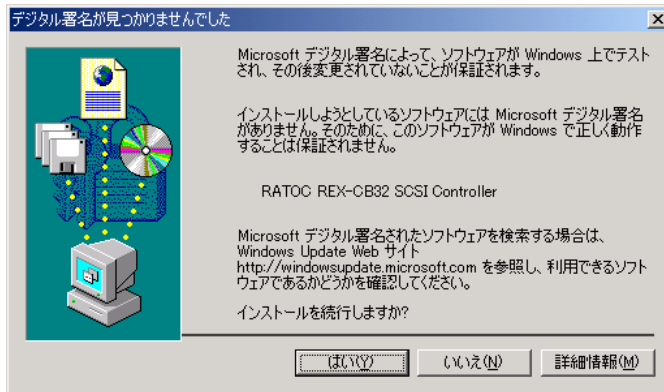 デジタル署名が見つかりませんでした
Microsoft デジタル署名によって、ソフトウェアが Windows 上でテスト
され、その後変更されていないことが保証されます。
インストールしようとしているソフトウェアには Microsoft デジタル署名
がありません。そのために、このソフトウェアが Windows で正しく動作
することは保証されません。
RATOC REX-CB32 SCSI Controller
Microsoft デジタル署名されたソフトウェアを検索する場合は、
Windows Update Web サイト
http://windowsupdate.microsoft.com を参照し、利用できるソフト
ウェアであるかどうかを確認してください。
インストールを続行しますか?
はい(Y)
いいえ(N)
詳細情報(M)